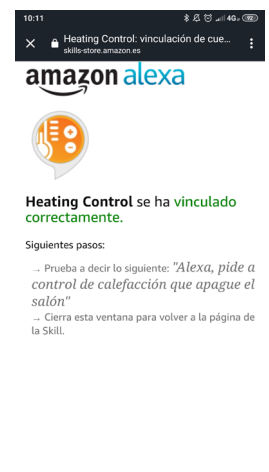 10:11 4G+ 92
Heating Control: vinculación de cue...
skills-store.amazon.es
amazon alexa
Heating Control se ha vinculado
correctamente.
Siguientes pasos:
→ Prueba a decir lo siguiente: "Alexa, pide a
control de calefacción que apague el
salón"
→ Cierra esta ventana para volver a la página de
la Skill.